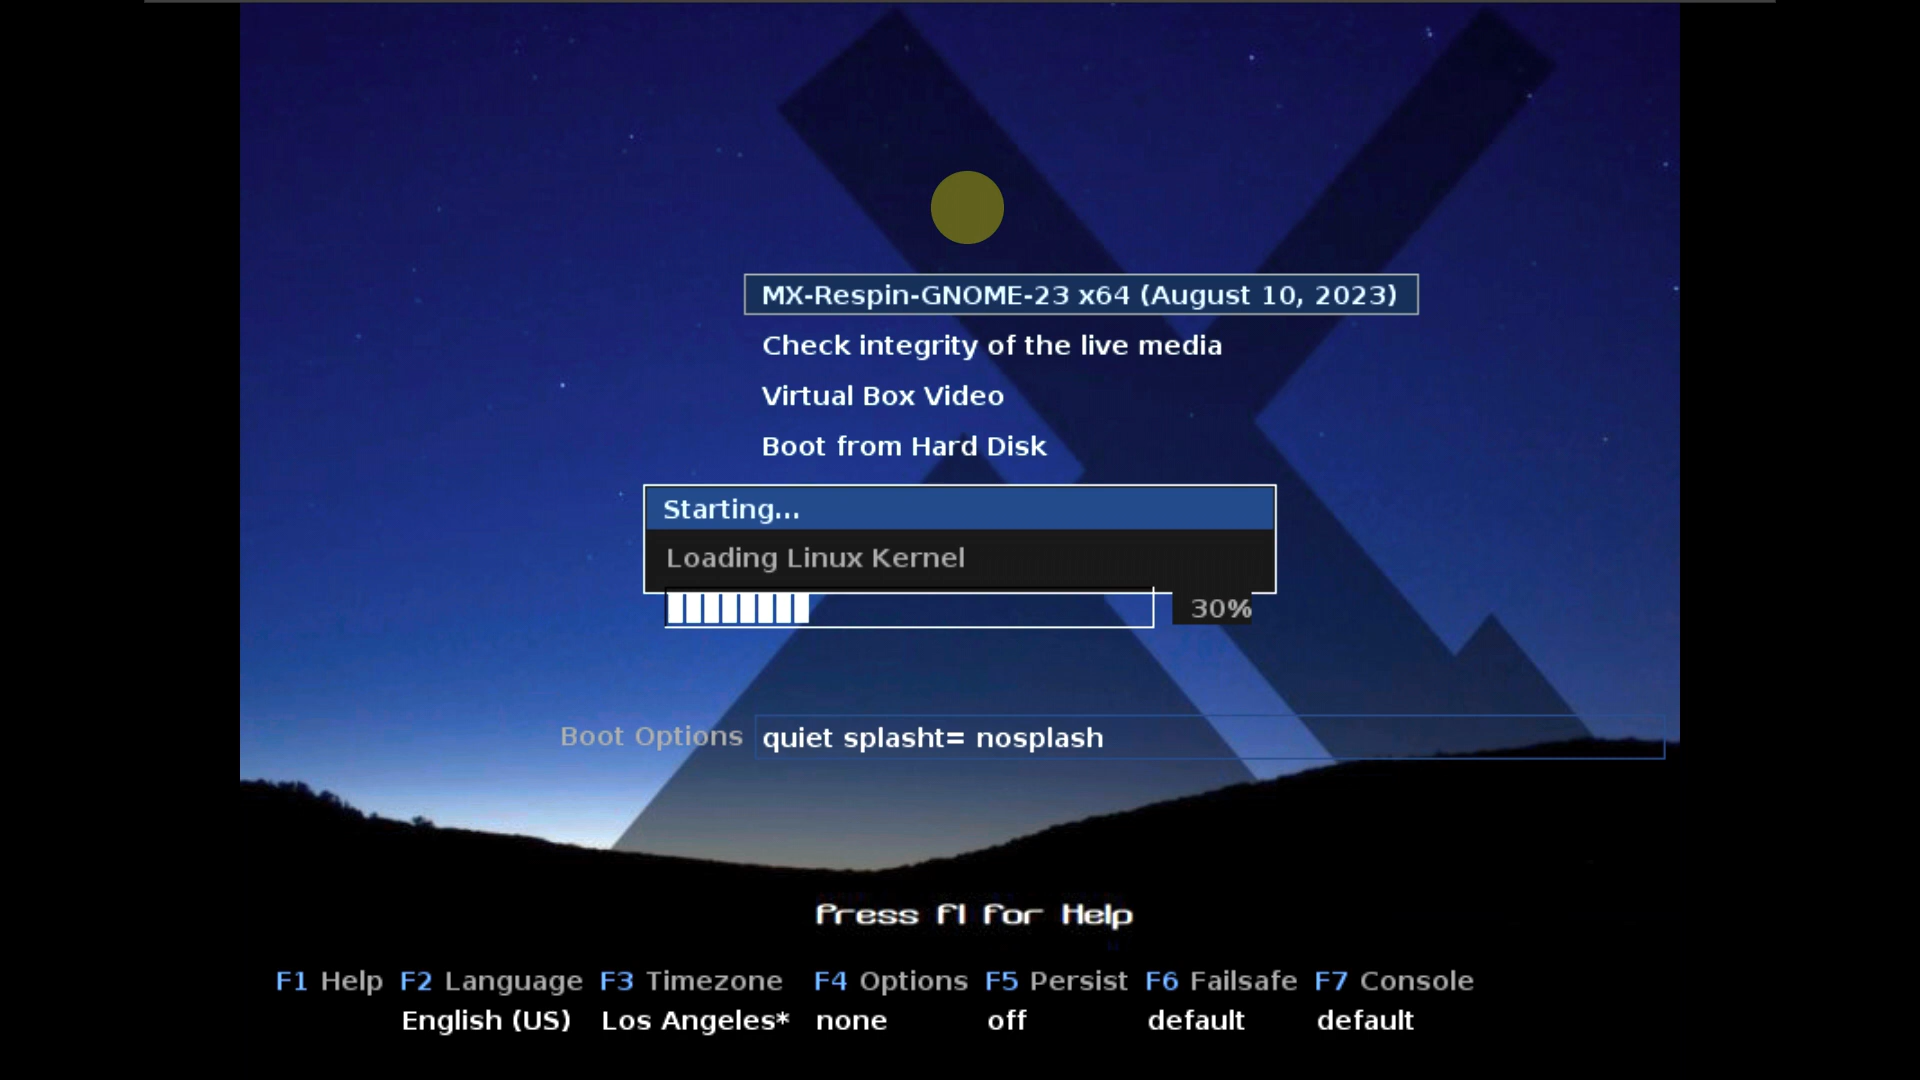 MX-Respin-GNOME-23 x64 (August 10, 2023)
Check integrity of the live media
Virtual Box Video
Boot from Hard Disk
Starting...
Loading Linux Kernel
30%
Boot Options quiet splasht= nosplash
Press F1 for Help
F1 Help F2 Language F3 Timezone F4 Options F5 Persist F6 Failsafe F7 Console
English (US) Los Angeles* none off default default